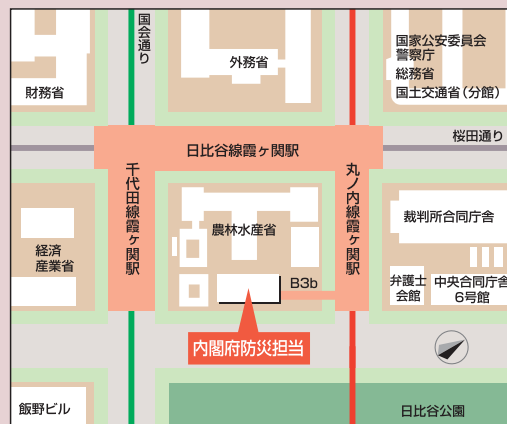 国会通り
国家公安委員会
警察庁
総務省
国土交通省（分館）
外務省
財務省
桜田通り
日比谷線霞ヶ関駅
千代田線霞ヶ関駅
丸ノ内線霞ヶ関駅
農林水産省
裁判所合同庁舎
経済
産業省
B3b
弁護士
会館
中央合同庁舎
6号館
内閣府防災担当
飯野ビル
日比谷公園